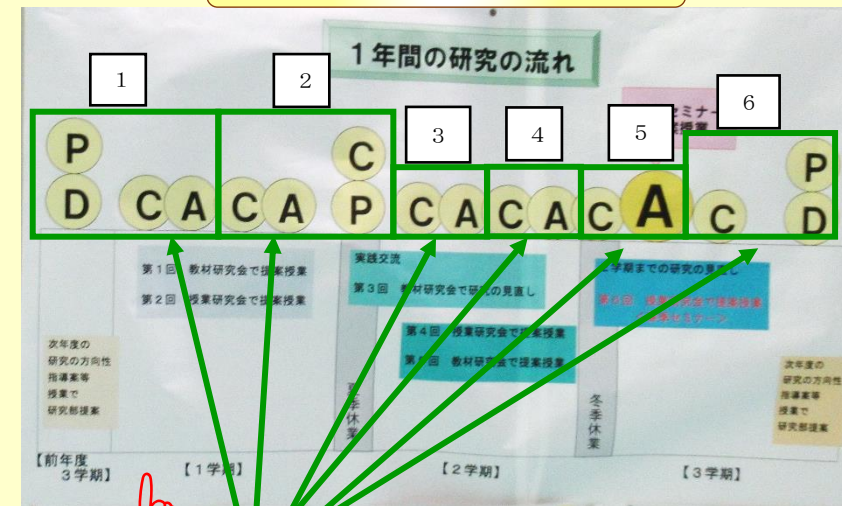 1年間の研究の流れ
1
2
3
4
5
6
P
D
C A
C A
C
P
C A
C A
C A
C
P
D
第1回 教材研究会で提案授業
第2回 授業研究会で提案授業
実践交流
第3回 教材研究会で研究の見直し
第4回 授業研究会で提案授業
教材研究会で提案授業
2学期までの研究の見直し
次年度の
研究の方向性
指導案等
授業で
研究部提案
夏季休業
冬季休業
次年度の
研究の方向性
指導案等
授業で
研究部提案
【前年度
3学期】
【1学期】
【2学期】
【3学期】